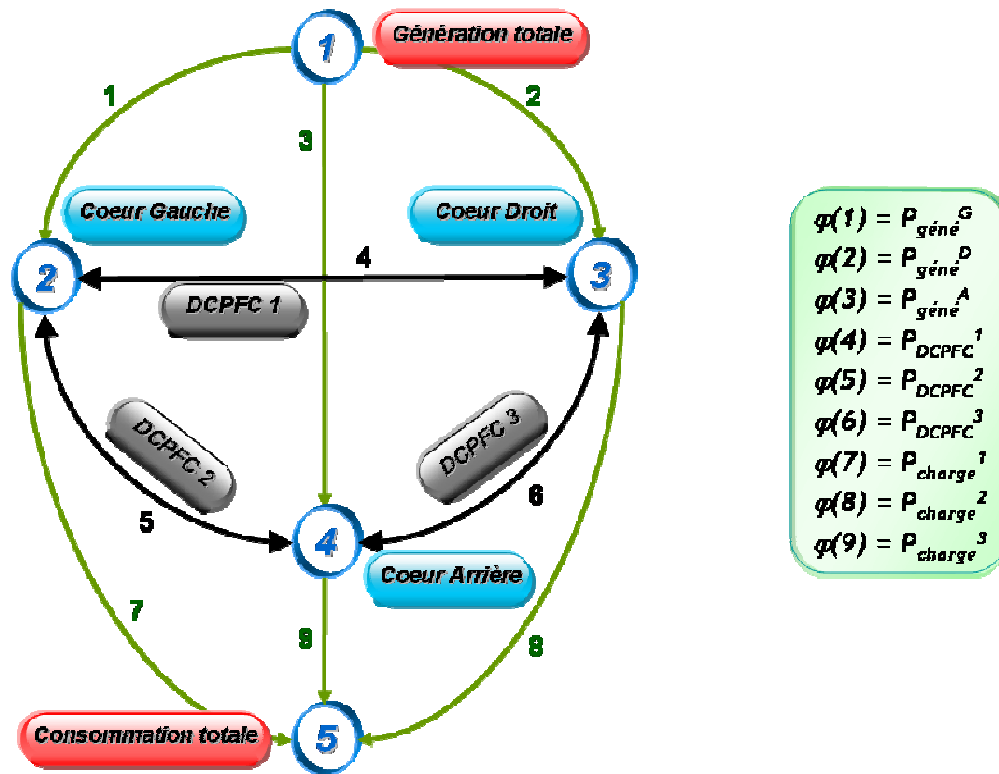 1
Génération totale
1
2
3
Coeur Gauche
Coeur Droit
2
4
3
DCPFC 1
DCPFC 2
DCPFC 3
5
6
4
Coeur Arrière
7
9
8
Consommation totale
5
φ(1) = P_géné^G
φ(2) = P_géné^D
φ(3) = P_géné^A
φ(4) = P_DCPFC^1
φ(5) = P_DCPFC^2
φ(6) = P_DCPFC^3
φ(7) = P_charge^1
φ(8) = P_charge^2
φ(9) = P_charge^3